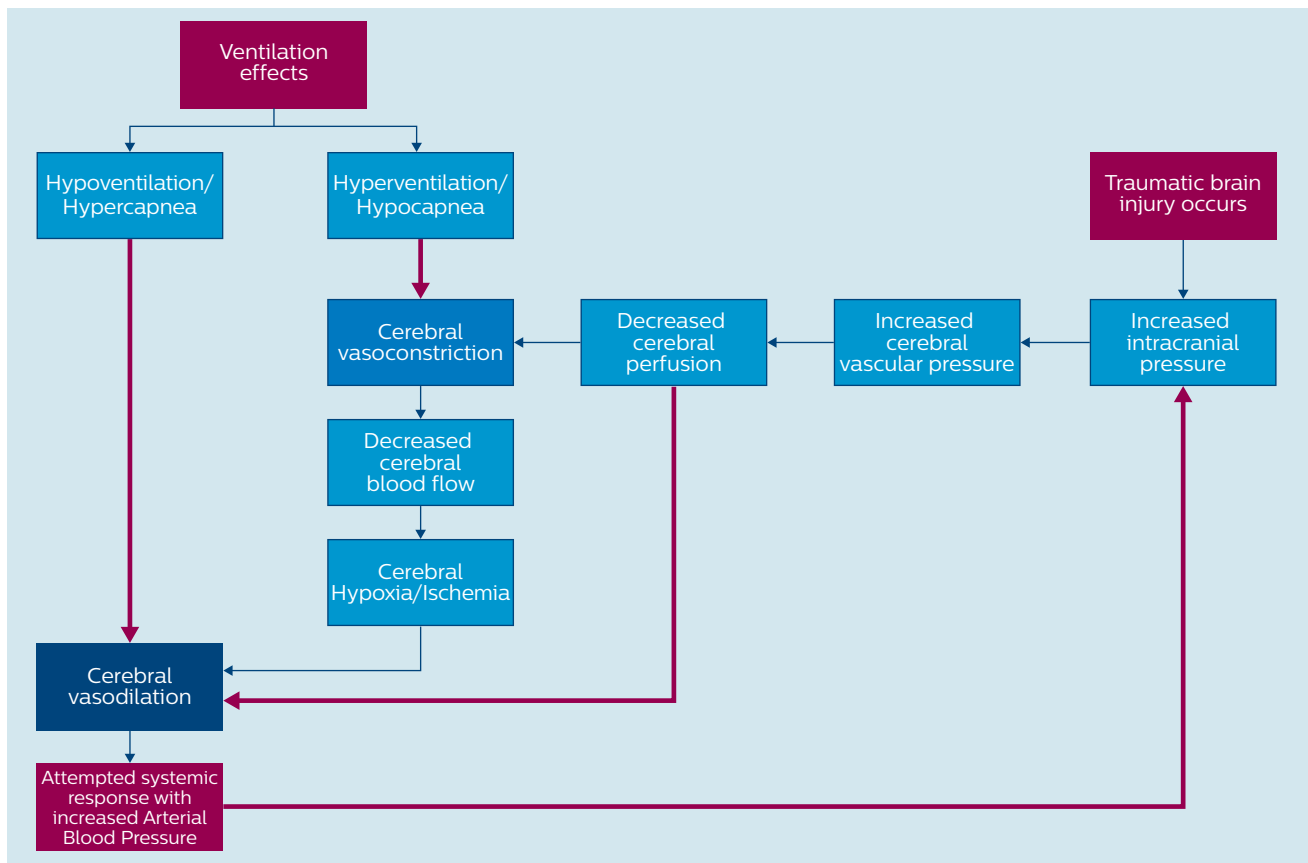 Ventilation
effects
Hypoventilation/
Hypercapnea
Hyperventilation/
Hypocapnea
Traumatic brain
injury occurs
Cerebral
vasoconstriction
Decreased
cerebral
perfusion
Increased
cerebral
vascular pressure
Increased
intracranial
pressure
Decreased
cerebral
blood flow
Cerebral
Hypoxia/Ischemia
Cerebral
vasodilation
Attempted systemic
response with
increased Arterial
Blood Pressure